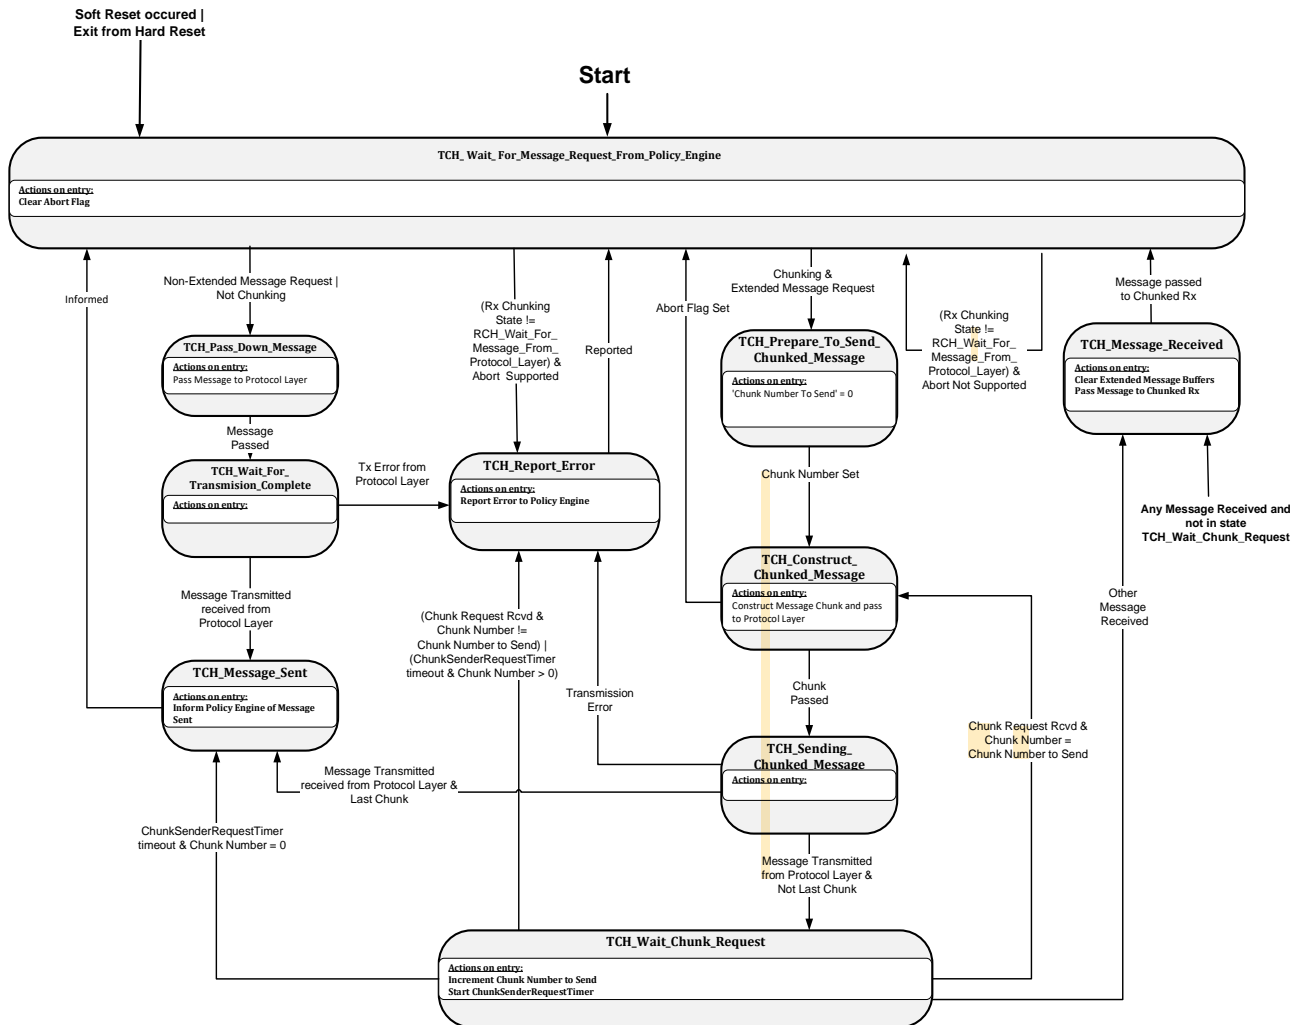 Soft Reset occured |
Exit from Hard Reset
Start
TCH_ Wait_ For_Message_Request_From_Policy_Engine
Actions on entry:
Clear Abort Flag
Non-Extended Message Request |
Not Chunking
Informed
(Rx Chunking
State !=
RCH_Wait_For_
Message_From_
Protocol_Layer) &
Abort  Supported
Reported
Abort Flag Set
Chunking &
Extended Message Request
(Rx Chunking
State !=
RCH_Wait_For_
Message_From_
Protocol_Layer) &
Abort Not Supported
Message passed
to Chunked Rx
TCH_Pass_Down_Message
Actions on entry:
Pass Message to Protocol Layer
TCH_Prepare_To_Send_
Chunked_Message
Actions on entry:
'Chunk Number To Send' = 0
TCH_Message_Received
Actions on entry:
Clear Extended Message Buffers
Pass Message to Chunked Rx
Message
Passed
TCH_Wait_For_
Transmision_Complete
Actions on entry:
Tx Error from
Protocol Layer
TCH_Report_Error
Actions on entry:
Report Error to Policy Engine
Chunk Number Set
Any Message Received and
not in state
TCH_Wait_Chunk_Request
TCH_Construct_
Chunked_Message
Actions on entry:
Construct Message Chunk and pass
to Protocol Layer
Message Transmitted
received from
Protocol Layer
(Chunk Request Rcvd &
Chunk Number !=
Chunk Number to Send) |
(ChunkSenderRequestTimer
timeout & Chunk Number > 0)
Other
Message
Received
TCH_Message_Sent
Actions on entry:
Inform Policy Engine of Message
Sent
Transmission
Error
Chunk
Passed
Chunk Request Rcvd &
Chunk Number =
Chunk Number to Send
TCH_Sending_
Chunked_Message
Actions on entry:
Message Transmitted
received from Protocol Layer &
Last Chunk
ChunkSenderRequestTimer
timeout & Chunk Number = 0
Message Transmitted
from Protocol Layer &
Not Last Chunk
TCH_Wait_Chunk_Request
Actions on entry:
Increment Chunk Number to Send
Start ChunkSenderRequestTimer